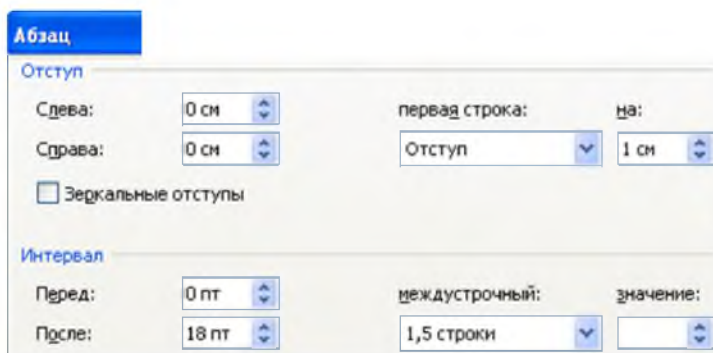 Абзац
Отступ
Слева: 0 см первая строка: на:
Справа: 0 см Отступ 1 см
Зеркальные отступы
Интервал
Перед: 0 пт междустрочный: значение:
После: 18 пт 1,5 строки